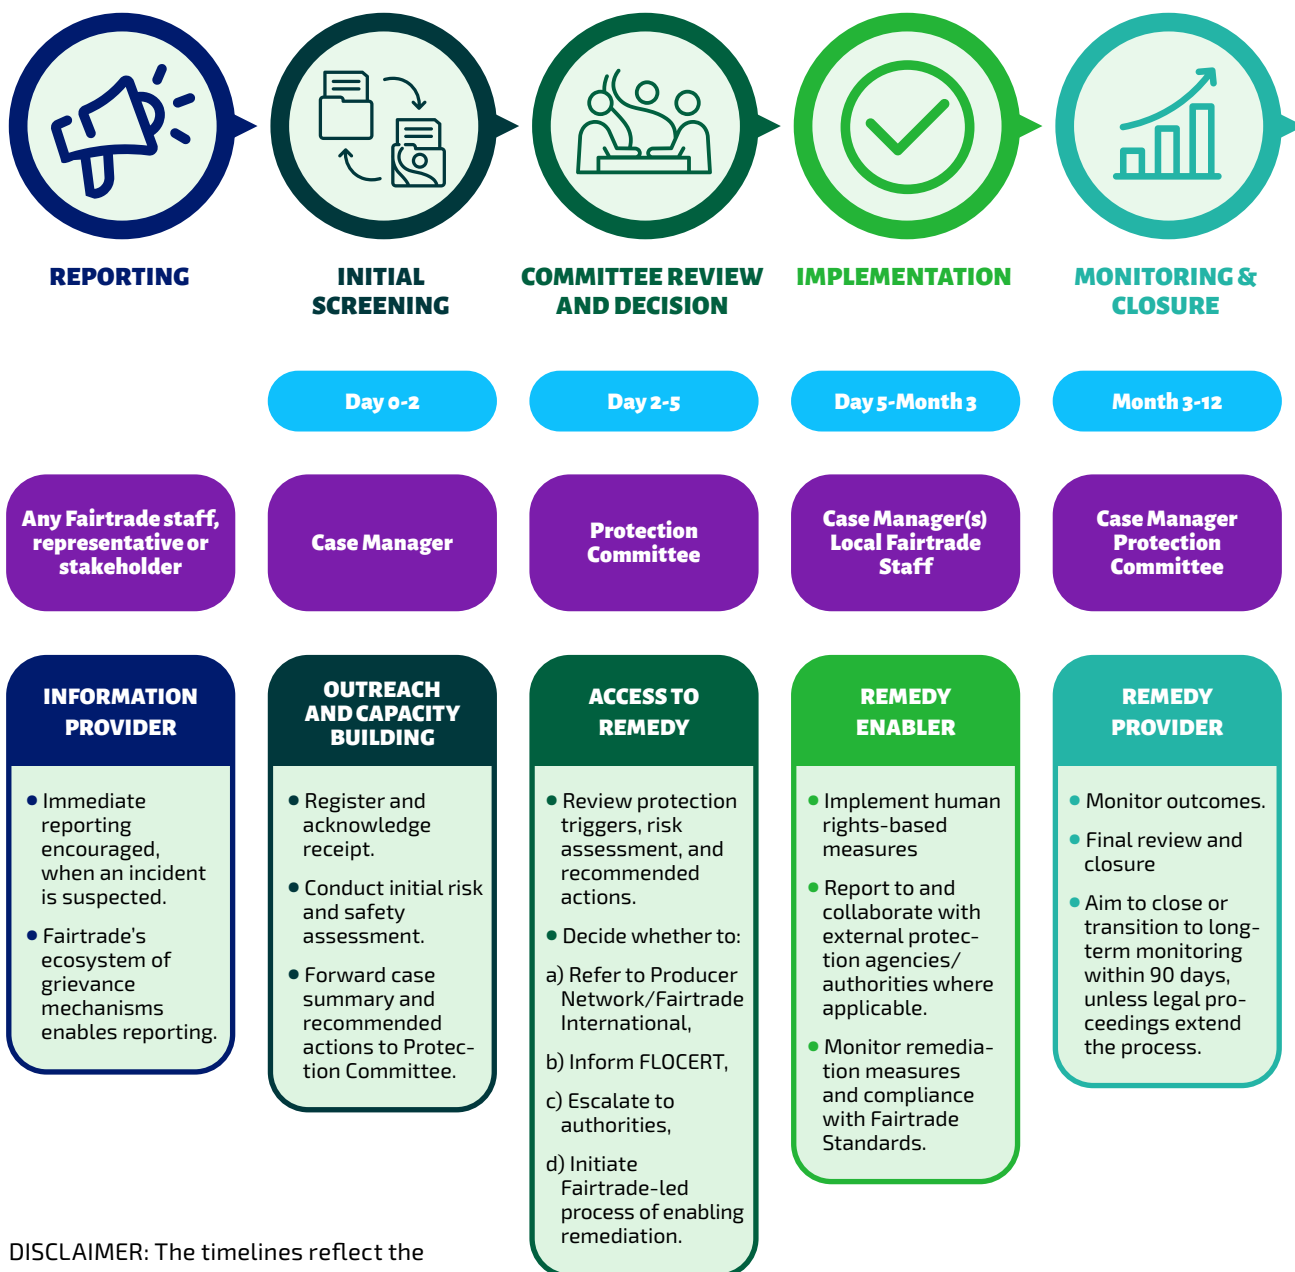 REPORTING
INITIAL
SCREENING
COMMITTEE REVIEW
AND DECISION
IMPLEMENTATION
MONITORING &
CLOSURE
Day 0-2
Day 2-5
Day 5-Month 3
Month 3-12
Any Fairtrade staff,
representative or
stakeholder
Case Manager
Protection
Committee
Case Manager(s)
Local Fairtrade
Staff
Case Manager
Protection
Committee
INFORMATION
PROVIDER
• Immediate
reporting
encouraged,
when an incident
is suspected.
• Fairtrade's
ecosystem of
grievance
mechanisms
enables reporting.
OUTREACH
AND CAPACITY
BUILDING
• Register and
acknowledge
receipt.
• Conduct initial risk
and safety
assessment.
• Forward case
summary and
recommended
actions to Protec-
tion Committee.
ACCESS TO
REMEDY
• Review protection
triggers, risk
assessment, and
recommended
actions.
• Decide whether to:
a) Refer to Producer
Network/Fairtrade
International,
b) Inform FLOCERT,
c) Escalate to
authorities,
d) Initiate
Fairtrade-led
process of enabling
remediation.
REMEDY
ENABLER
• Implement human
rights-based
measures
• Report to and
collaborate with
external protec-
tion agencies/
authorities where
applicable.
• Monitor remedia-
tion measures
and compliance
with Fairtrade
Standards.
REMEDY
PROVIDER
• Monitor outcomes.
• Final review and
closure
• Aim to close or
transition to long-
term monitoring
within 90 days,
unless legal pro-
ceedings extend
the process.
DISCLAIMER: The timelines reflect the